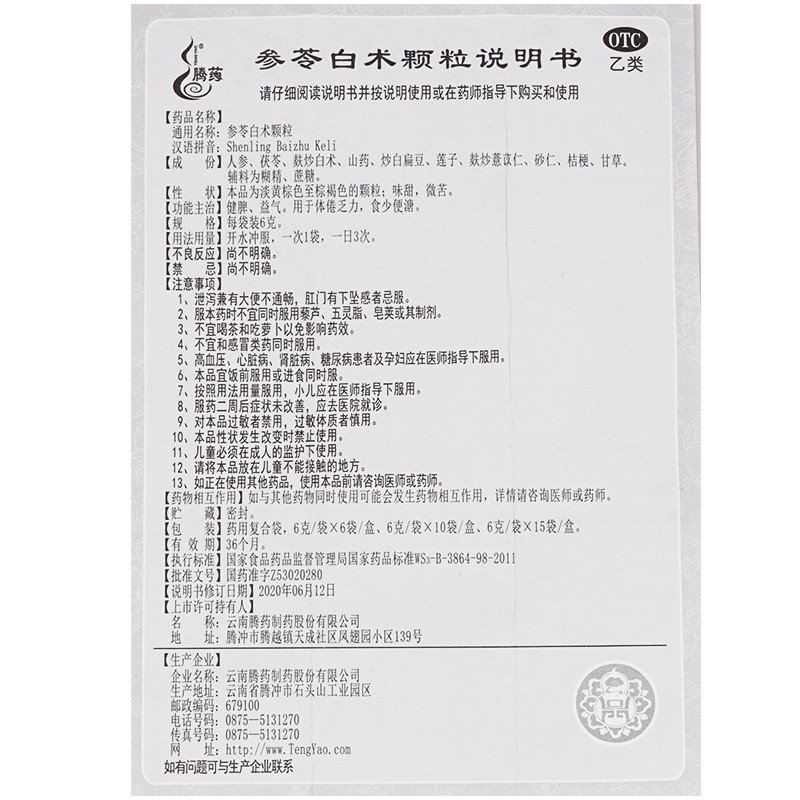 腾药
OTC
乙类
参苓白术颗粒说明书
请仔细阅读说明书并按说明使用或在药师指导下购买和使用
【药品名称】
通用名称：参苓白术颗粒
汉语拼音：Shenling Baizhu Keli
【成 份】人参、茯苓、麸炒白术、山药、炒白扁豆、莲子、麸炒薏苡仁、砂仁、桔梗、甘草。
辅料为糊精、蔗糖。
【性 状】本品为淡黄棕色至棕褐色的颗粒；味甜，微苦。
【功能主治】健脾、益气。用于体倦乏力，食少便溏。
【规 格】每袋装6克。
【用法用量】开水冲服，一次1袋，一日3次。
【不良反应】尚不明确。
【禁 忌】尚不明确。
【注意事项】
1、泄泻兼有大便不通畅，肛门有下坠感者忌服。
2、服本药时不宜同时服用藜芦、五灵脂、皂荚或其制剂。
3、不宜喝茶和吃萝卜以免影响药效。
4、不宜和感冒类药同时服用。
5、高血压、心脏病、肾脏病、糖尿病患者及孕妇应在医师指导下服用。
6、本品宜饭前服用或进食同时服。
7、按照用法用量服用，小儿应在医师指导下服用。
8、服药二周后症状未改善，应去医院就诊。
9、对本品过敏者禁用，过敏体质者慎用。
10、本品性状发生改变时禁止使用。
11、儿童必须在成人的监护下使用。
12、请将本品放在儿童不能接触的地方。
13、如正在使用其他药品，使用本品前请咨询医师或药师。
【药物相互作用】如与其他药物同时使用可能会发生药物相互作用，详情请咨询医师或药师。
【贮 藏】密封。
【包 装】药用复合袋，6克/袋×6袋/盒、6克/袋×10袋/盒、6克/袋×15袋/盒。
【有 效 期】36个月。
【执行标准】国家食品药品监督管理局国家药品标准WS₃-B-3864-98-2011
【批准文号】国药准字Z53020280
【说明书修订日期】2020年06月12日
【上市许可持有人】
名 称：云南腾药制药股份有限公司
地 址：腾冲市腾越镇天成社区凤翅园小区139号
【生产企业】
企业名称：云南腾药制药股份有限公司
生产地址：云南省腾冲市石头山工业园区
邮政编码：679100
电话号码：0875—5131270
传真号码：0875—5131270
网 址：http://www.TengYao.com
如有问题可与生产企业联系